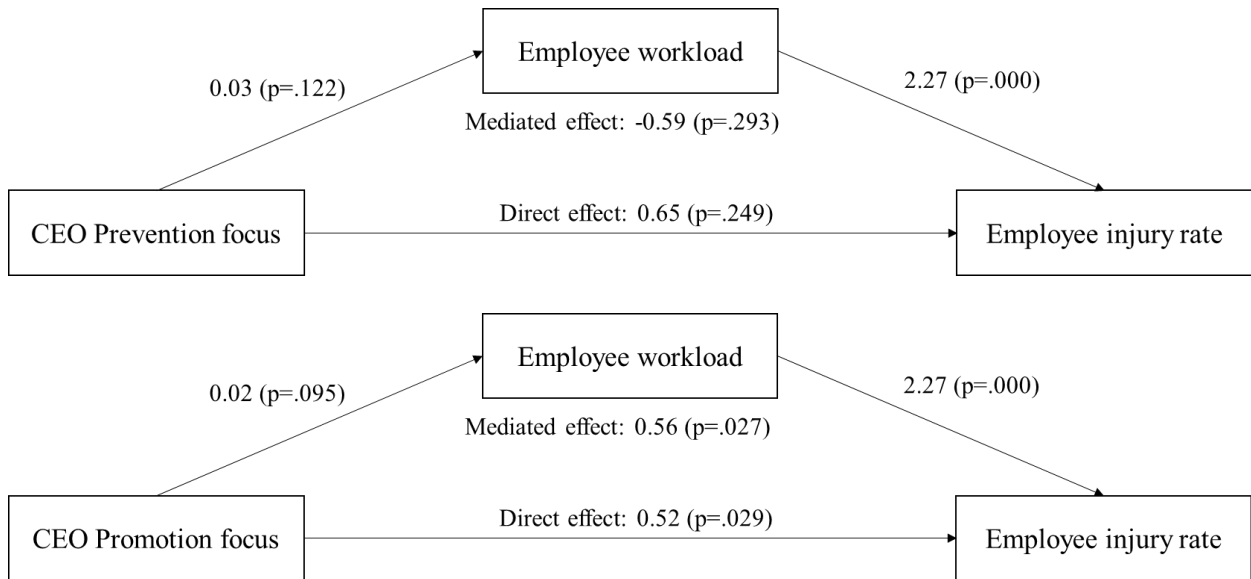 Employee workload
0.03 (p=.122)
2.27 (p=.000)
Mediated effect: -0.59 (p=.293)
CEO Prevention focus
Direct effect: 0.65 (p=.249)
Employee injury rate
Employee workload
0.02 (p=.095)
2.27 (p=.000)
Mediated effect: 0.56 (p=.027)
CEO Promotion focus
Direct effect: 0.52 (p=.029)
Employee injury rate